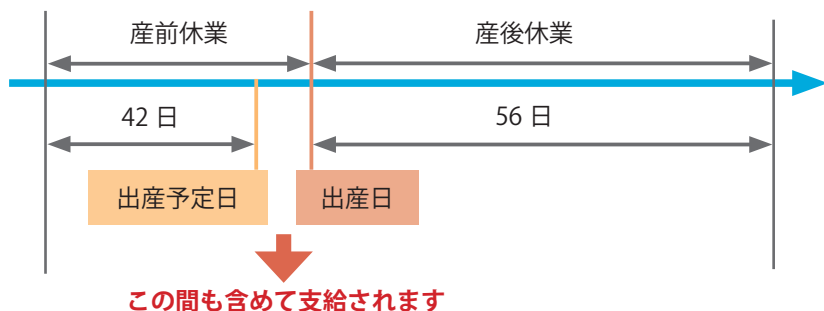 産前休業
産後休業
42 日
56 日
出産予定日
出産日
この間も含めて支給されます